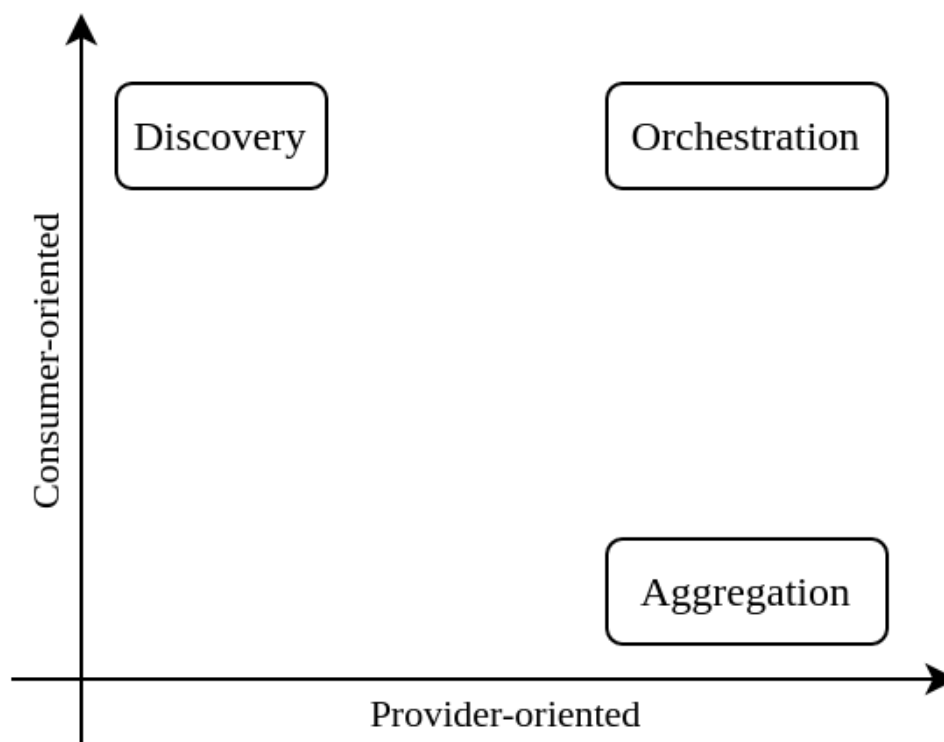 Discovery
Orchestration
Consumer-oriented
Aggregation
Provider-oriented